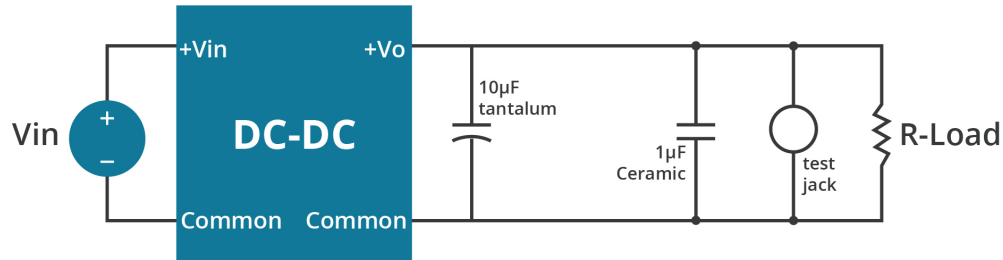 +Vin
+Vo
10µF
tantalum
Vin
+
−
DC-DC
1µF
Ceramic
test
jack
R-Load
Common
Common